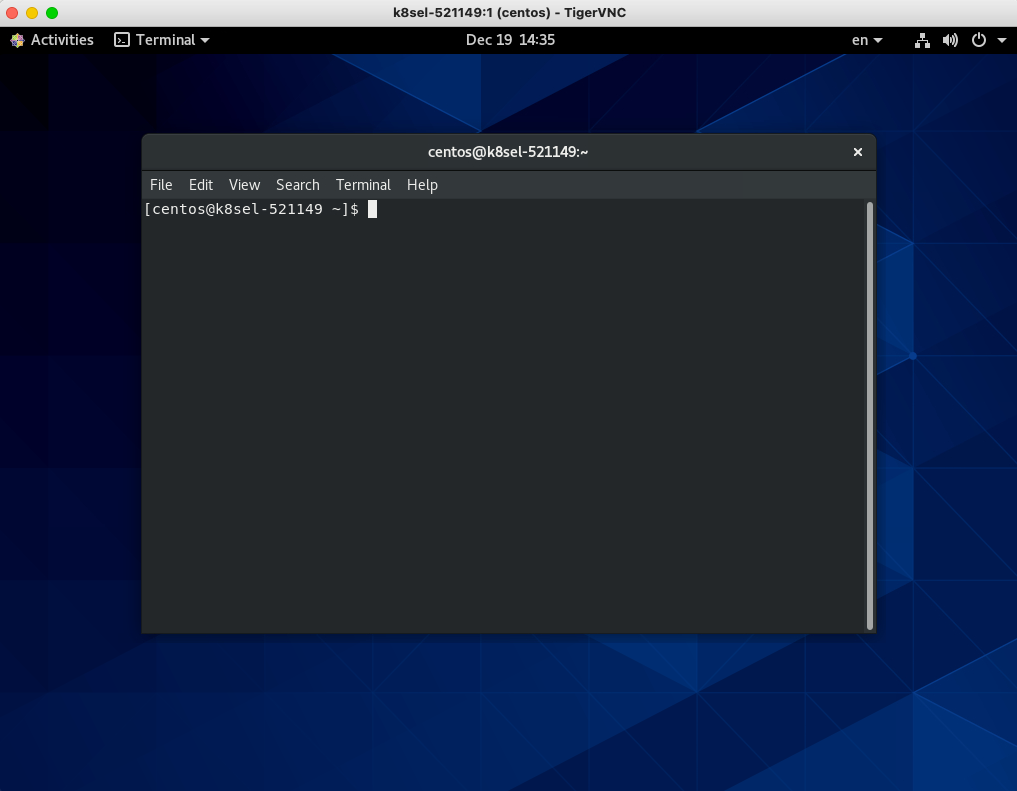 k8sel-521149:1 (centos) - TigerVNC
Activities Terminal Dec 19 14:35 en
centos@k8sel-521149:~
File Edit View Search Terminal Help
[centos@k8sel-521149 ~]$